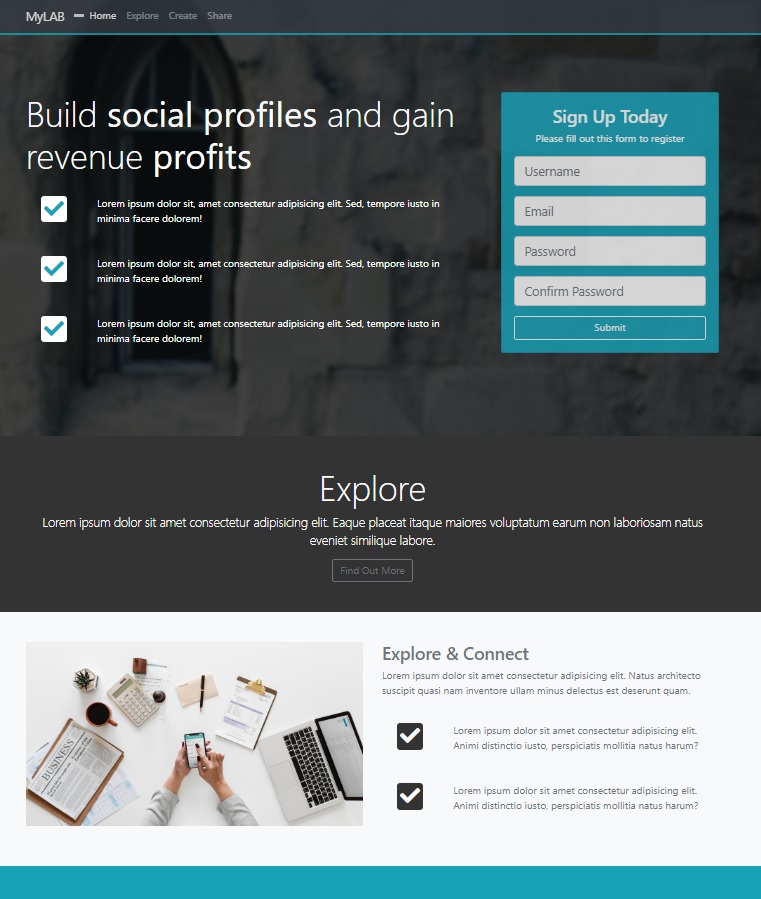 MyLAB Home Explore Create Share
Build social profiles and gain
revenue profits
Lorem ipsum dolor sit, amet consectetur adipisicing elit. Sed, tempore iusto in
minima facere dolorem!
Lorem ipsum dolor sit, amet consectetur adipisicing elit. Sed, tempore iusto in
minima facere dolorem!
Lorem ipsum dolor sit, amet consectetur adipisicing elit. Sed, tempore iusto in
minima facere dolorem!
Sign Up Today
Please fill out this form to register
Username
Email
Password
Confirm Password
Submit
Explore
Lorem ipsum dolor sit amet consectetur adipisicing elit. Eaque placeat itaque maiores voluptatum earum non laboriosam natus
eveniet similique labore.
Find Out More
BUSINESS
Explore & Connect
Lorem ipsum dolor sit amet consectetur adipisicing elit. Natus architecto
suscipit quasi nam inventore ullam minus delectus est deserunt quam.
Lorem ipsum dolor sit amet consectetur adipisicing elit.
Animi distinctio iusto, perspiciatis mollitia natus harum?
Lorem ipsum dolor sit amet consectetur adipisicing elit.
Animi distinctio iusto, perspiciatis mollitia natus harum?